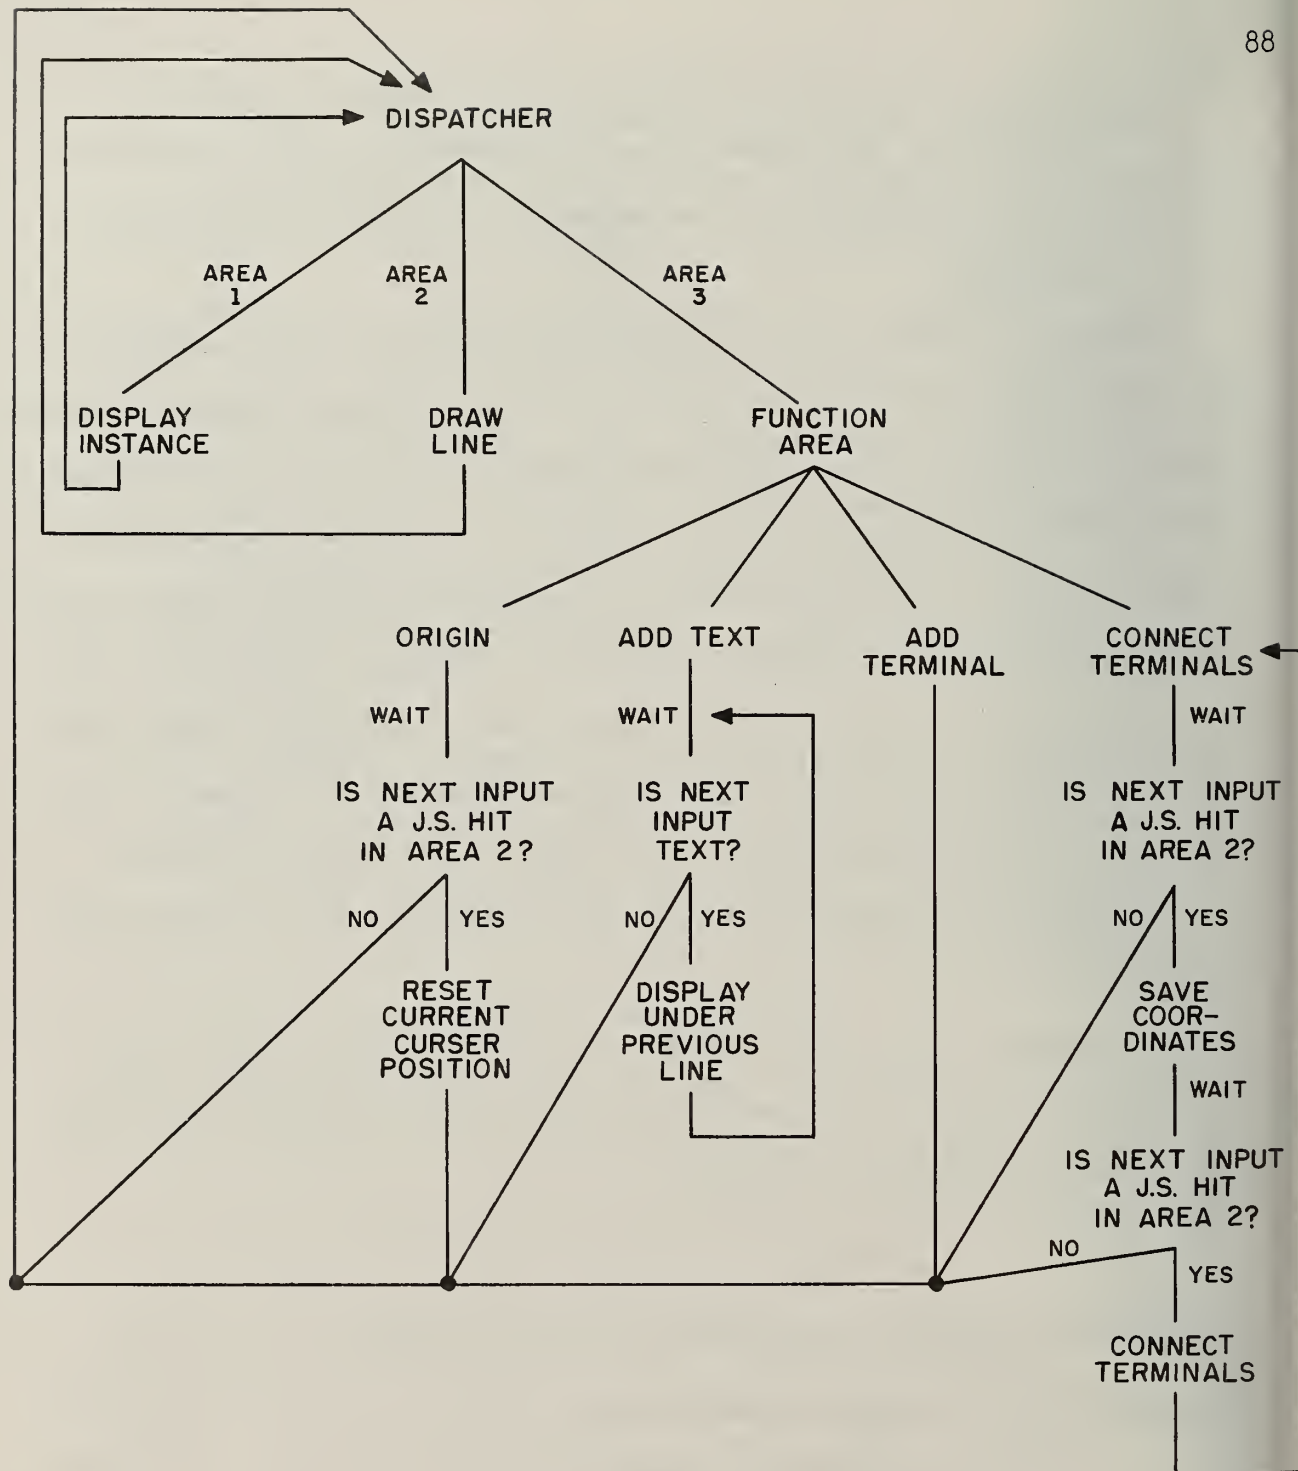 88
DISPATCHER
AREA
1
AREA
2
AREA
3
DISPLAY
INSTANCE
DRAW
LINE
FUNCTION
AREA
ORIGIN
ADD TEXT
ADD
TERMINAL
CONNECT
TERMINALS
WAIT
WAIT
WAIT
IS NEXT INPUT
A J.S. HIT
IN AREA 2?
IS NEXT
INPUT
TEXT?
IS NEXT INPUT
A J.S. HIT
IN AREA 2?
NO
YES
NO
YES
NO
YES
RESET
CURRENT
CURSER
POSITION
DISPLAY
UNDER
PREVIOUS
LINE
SAVE
COOR-
DINATES
WAIT
IS NEXT INPUT
A J.S. HIT
IN AREA 2?
NO
YES
CONNECT
TERMINALS